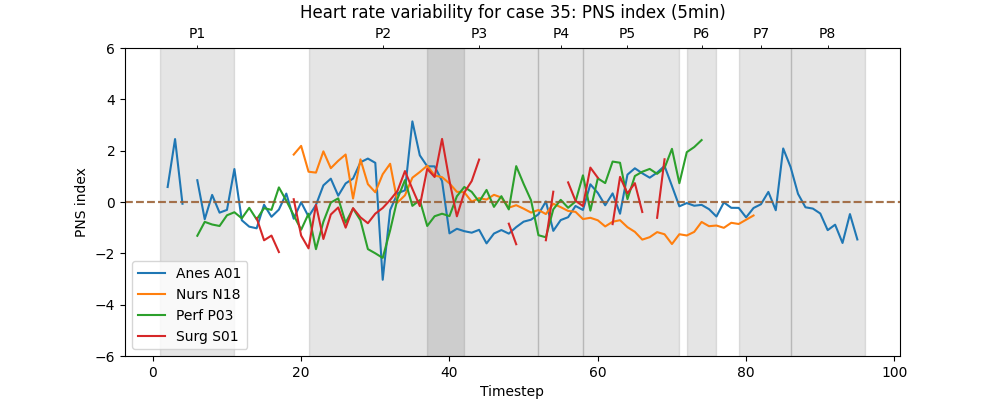 Heart rate variability for case 35: PNS index (5min)
P1 P2 P3 P4 P5 P6 P7 P8
6
4
2
0
−2
−4
−6
PNS index
Anes A01
Nurs N18
Perf P03
Surg S01
0 20 40 60 80 100
Timestep